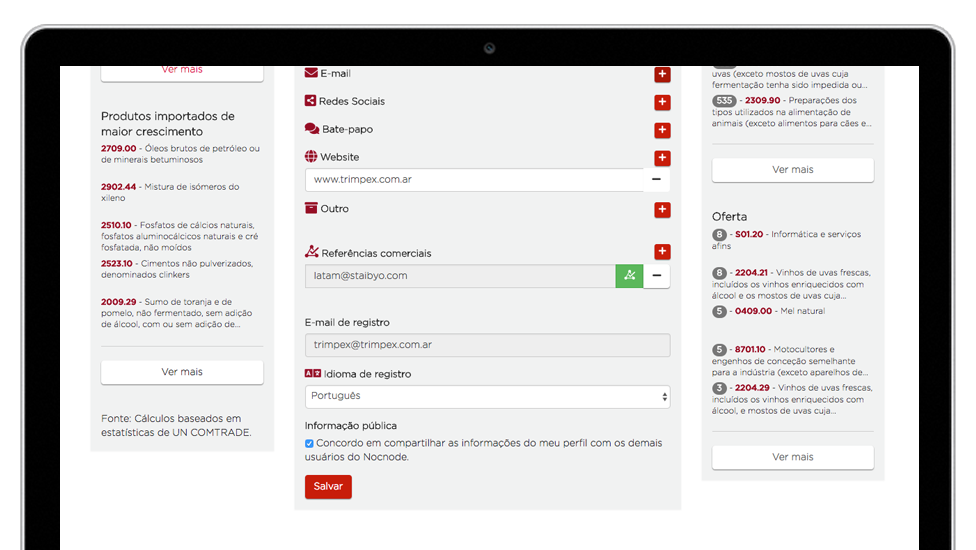 Ver mais
Produtos importados de
maior crescimento
2709.00 - Óleos brutos de petróleo ou
de minerais betuminosos
2902.44 - Mistura de isómeros do
xileno
2510.10 - Fosfatos de cálcios naturais,
fosfatos aluminocálcicos naturais e cré
fosfatada, não moídos
2523.10 - Cimentos não pulverizados,
denominados clinkers
2009.29 - Sumo de toranja e de
pomelo, não fermentado, sem adição
de álcool, com ou sem adição de...
Ver mais
Fonte: Cálculos baseados em
estatísticas de UN COMTRADE.
E-mail
Redes Sociais
Bate-papo
Website
www.trimpex.com.ar
Outro
Referências comerciais
latam@staibyo.com
E-mail de registro
trimpex@trimpex.com.ar
Idioma de registro
Português
Informação pública
Concordo em compartilhar as informações do meu perfil com os demais
usuários do Nocnode.
Salvar
uvas (exceto mostos de uvas cuja
fermentação tenha sido impedida ou...
535 - 2309.90 - Preparações dos
tipos utilizados na alimentação de
animais (exceto alimentos para cães e...
Ver mais
Oferta
8 - S01.20 - Informática e serviços
afins
8 - 2204.21 - Vinhos de uvas frescas,
incluídos os vinhos enriquecidos com
álcool e os mostos de uvas cuja...
5 - 0409.00 - Mel natural
5 - 8701.10 - Motocultores e
engenhos de conceção semelhante
para a indústria (exceto aparelhos de...
3 - 2204.29 - Vinhos de uvas frescas,
incluídos os vinhos enriquecidos com
álcool, e mostos de uvas cuja...
Ver mais